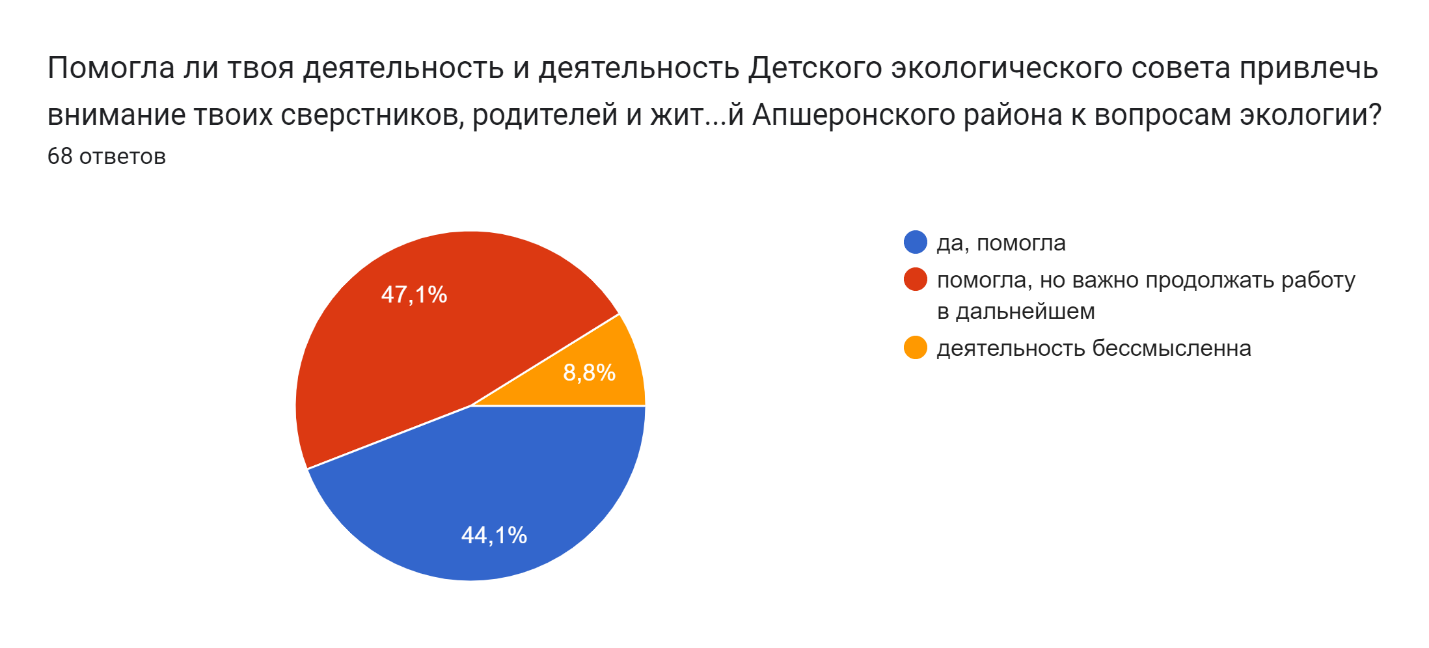 Помогла ли твоя деятельность и деятельность Детского экологического совета привлечь
внимание твоих сверстников, родителей и жит...й Апшеронского района к вопросам экологии?
68 ответов
да, помогла
помогла, но важно продолжать работу
в дальнейшем
деятельность бессмысленна
47,1%
8,8%
44,1%